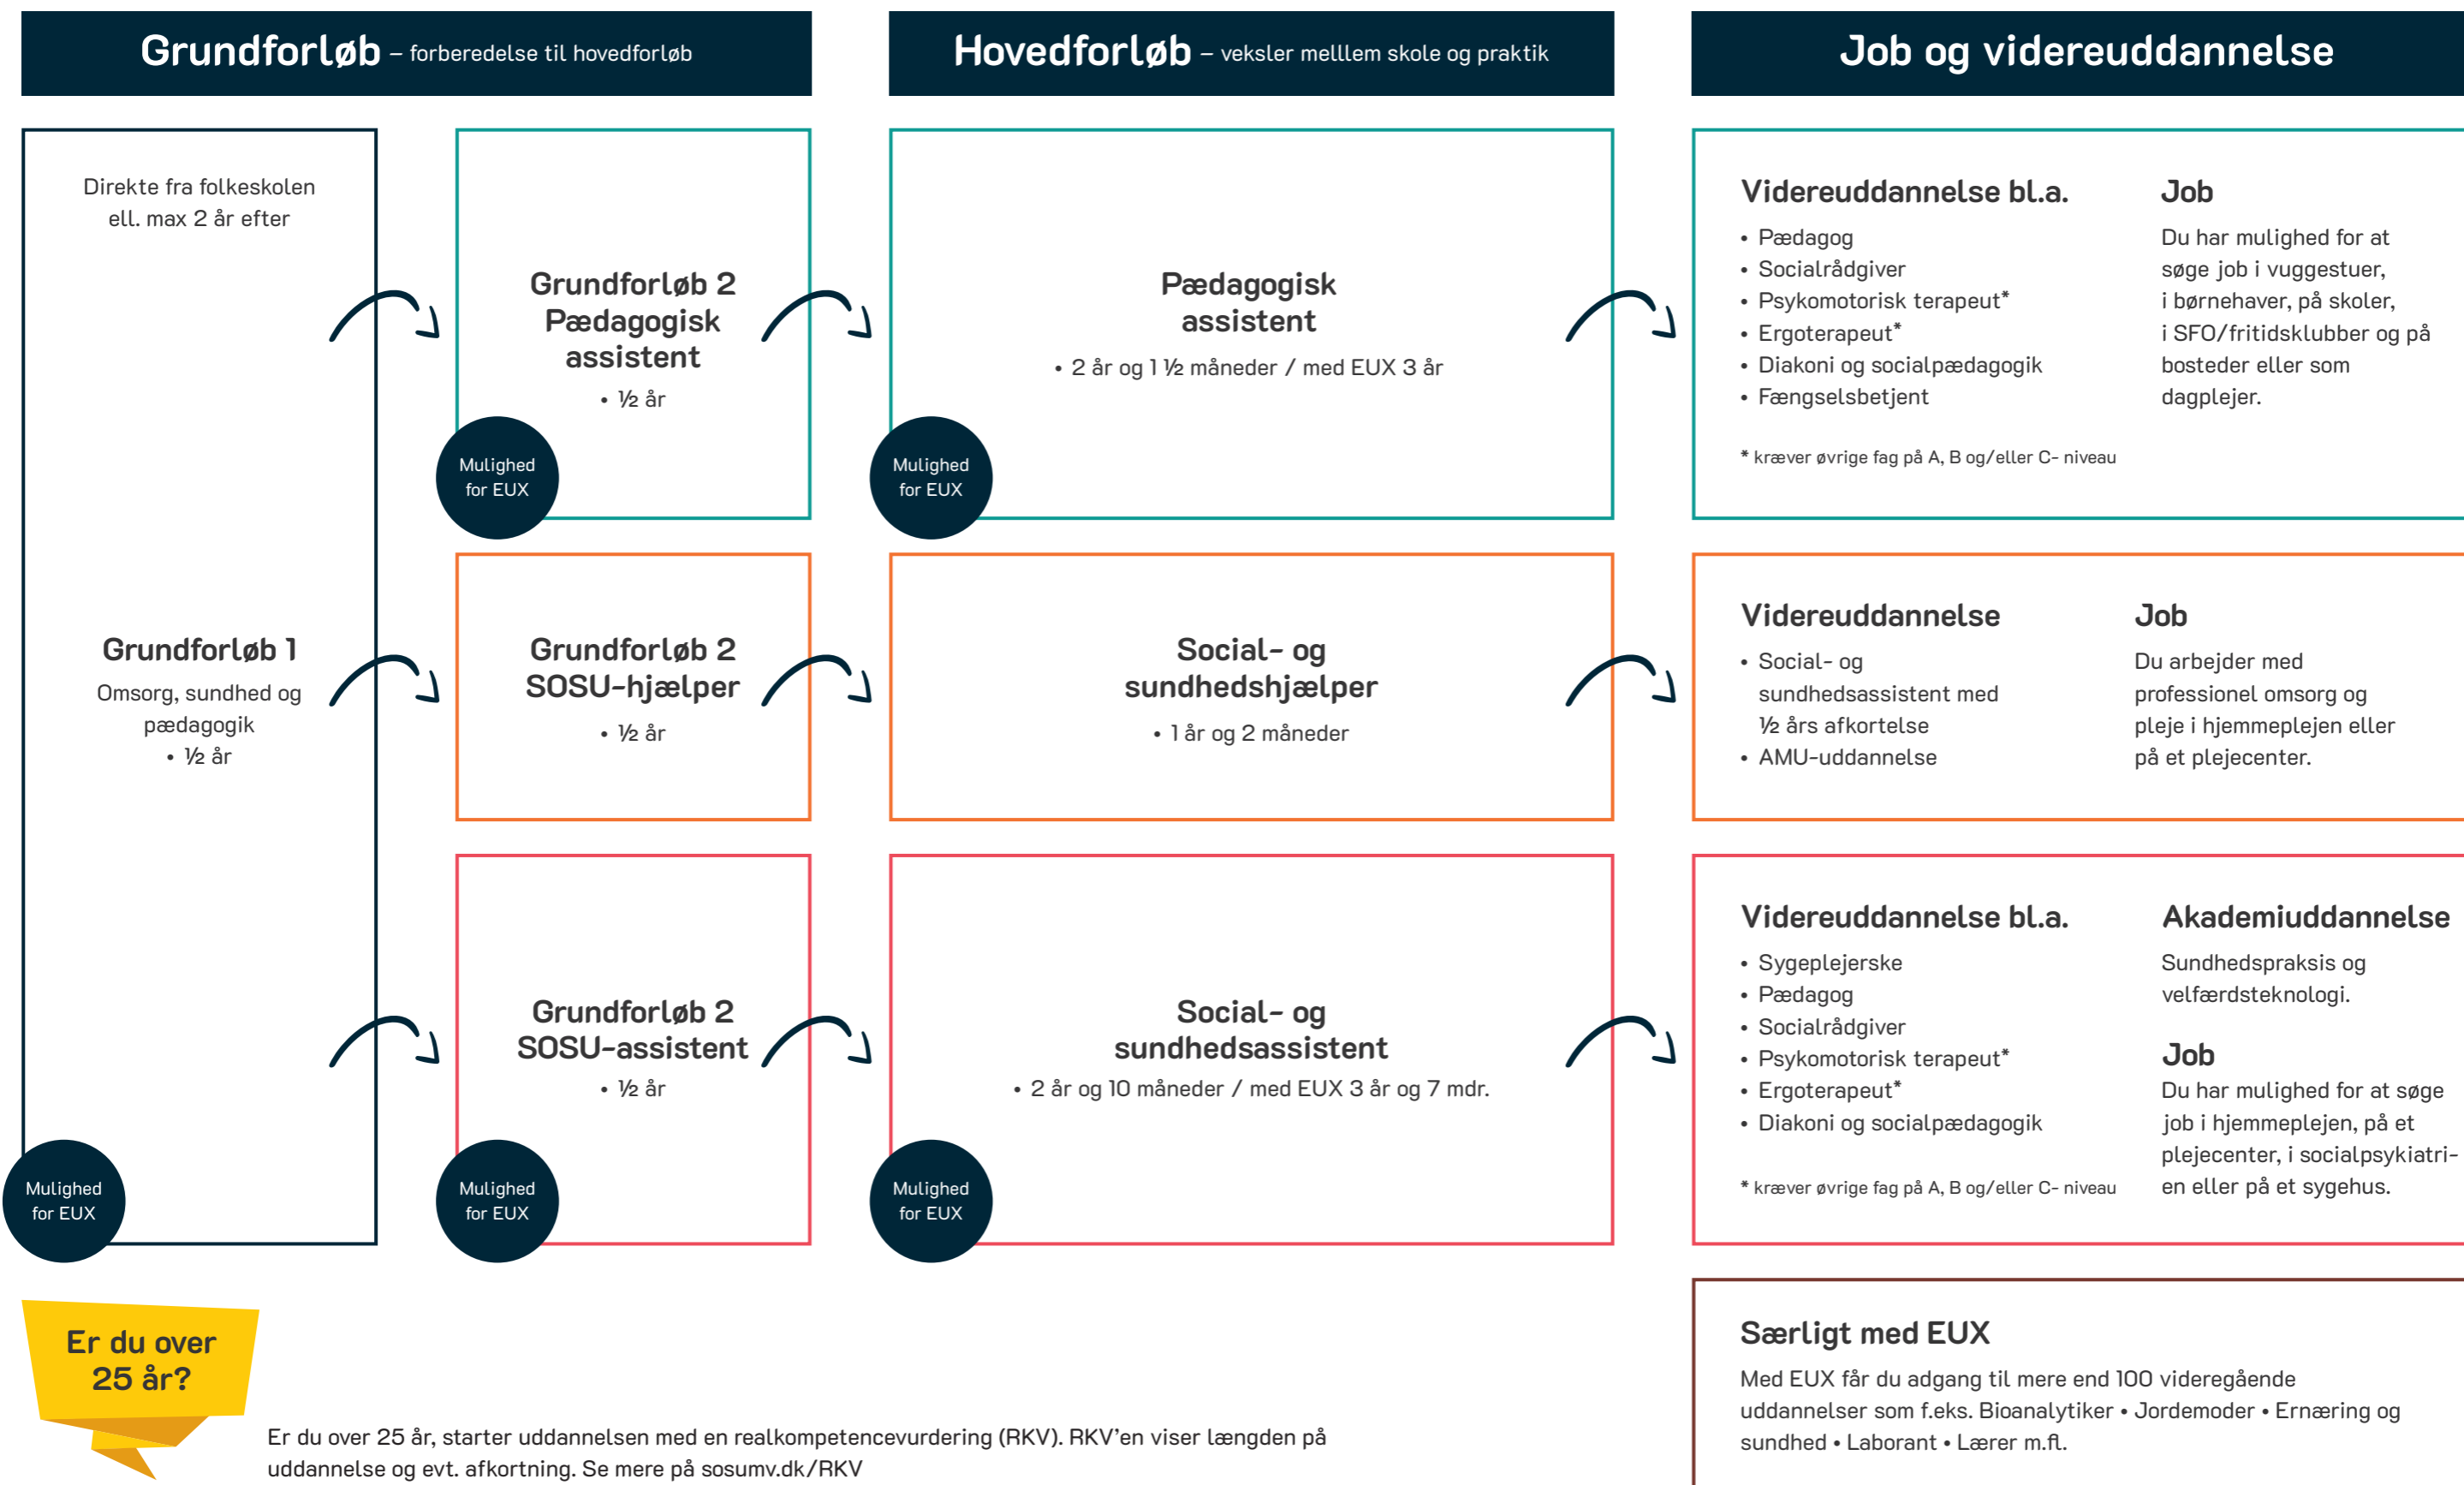 Grundforløb – forberedelse til hovedforløb
Hovedforløb – veksler melllem skole og praktik
Job og videreuddannelse
Direkte fra folkeskolen
ell. max 2 år efter
Grundforløb 1
Omsorg, sundhed og
pædagogik
• ½ år
Mulighed
for EUX
Grundforløb 2
Pædagogisk
assistent
• ½ år
Mulighed
for EUX
Pædagogisk
assistent
• 2 år og 1 ½ måneder / med EUX 3 år
Mulighed
for EUX
Videreuddannelse bl.a.
• Pædagog
• Socialrådgiver
• Psykomotorisk terapeut*
• Ergoterapeut*
• Diakoni og socialpædagogik
• Fængselsbetjent
* kræver øvrige fag på A, B og/eller C- niveau
Job
Du har mulighed for at
søge job i vuggestuer,
i børnehaver, på skoler,
i SFO/fritidsklubber og på
bosteder eller som
dagplejer.
Grundforløb 2
SOSU-hjælper
• ½ år
Social- og
sundhedshjælper
• 1 år og 2 måneder
Videreuddannelse
• Social- og
sundhedsassistent med
½ års afkortelse
• AMU-uddannelse
Job
Du arbejder med
professionel omsorg og
pleje i hjemmeplejen eller
på et plejecenter.
Grundforløb 2
SOSU-assistent
• ½ år
Mulighed
for EUX
Social- og
sundhedsassistent
• 2 år og 10 måneder / med EUX 3 år og 7 mdr.
Mulighed
for EUX
Videreuddannelse bl.a.
• Sygeplejerske
• Pædagog
• Socialrådgiver
• Psykomotorisk terapeut*
• Ergoterapeut*
• Diakoni og socialpædagogik
* kræver øvrige fag på A, B og/eller C- niveau
Akademiuddannelse
Sundhedspraksis og
velfærdsteknologi.
Job
Du har mulighed for at søge
job i hjemmeplejen, på et
plejecenter, i socialpsykiatri-
en eller på et sygehus.
Er du over
25 år?
Er du over 25 år, starter uddannelsen med en realkompetencevurdering (RKV). RKV'en viser længden på
uddannelse og evt. afkortning. Se mere på sosumv.dk/RKV
Særligt med EUX
Med EUX får du adgang til mere end 100 videregående
uddannelser som f.eks. Bioanalytiker • Jordemoder • Ernæring og
sundhed • Laborant • Lærer m.fl.